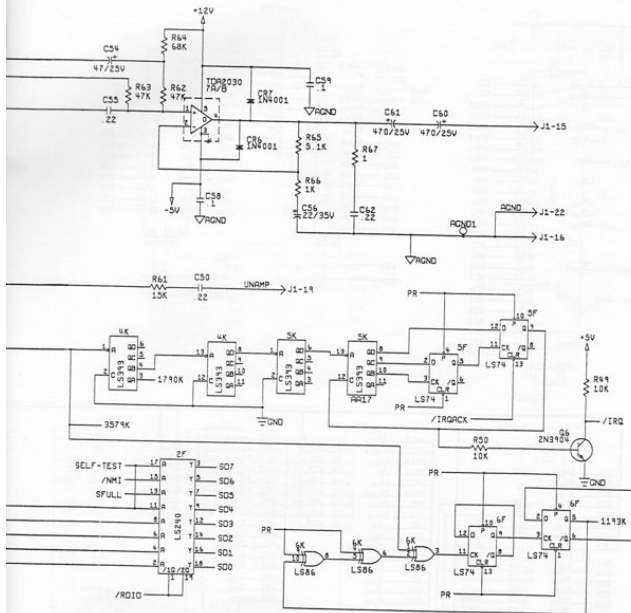 +12V
R64
68K
C54
47/25V
R63
47K
R62
47K
TDA2030
7A/B
C55
.22
CR7
1N4001
C59
.1
AGND
CR6
1N4001
R65
5.1K
R67
1
C61
470/25V
C60
470/25V
J1-15
R66
1K
-5V
C58
.1
AGND
C56
22/35V
C62
.22
AGND1
AGND
J1-22
J1-16
AGND
R61
15K
C50
.22
UNAMP
J1-19
PR
5F
LS74
+5V
4K
LS393
1790K
4K
LS393
5K
LS393
5K
LS393
AA17
5F
LS74
PR
/IRQACK
R49
10K
/IRQ
3579K
GND
R50
10K
Q6
2N3904
GND
2F
LS240
SELF-TEST
/NMI
SFULL
SD7
SD6
SD5
SD4
SD3
SD2
SD1
SD0
/1G/2G
/RDIO
PR
PR
6K
LS86
6K
LS86
6K
LS86
6F
LS74
6F
LS74
1193K
PR